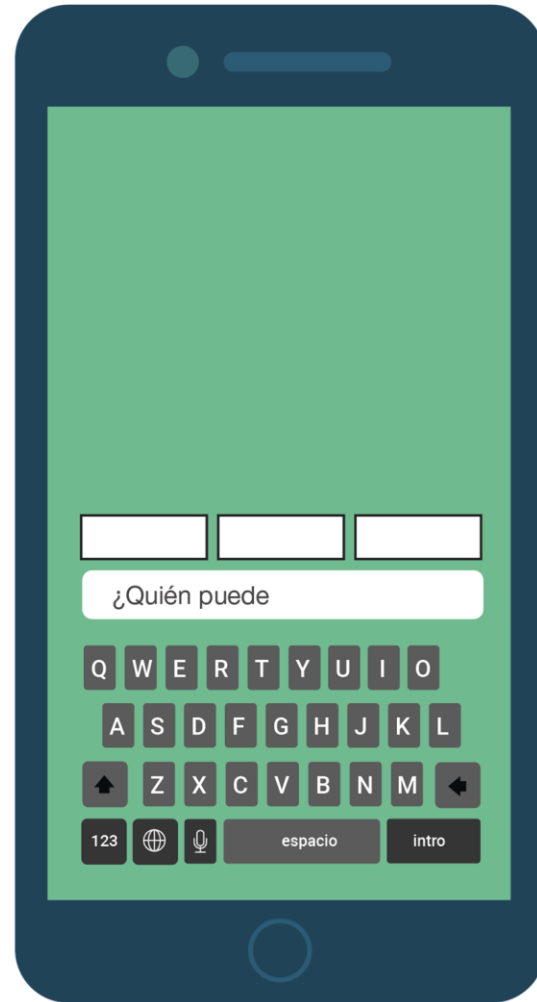 ¿Quién puede
Q W E R T Y U I O
A S D F G H J K L
Z X C V B N M
123 espacio intro